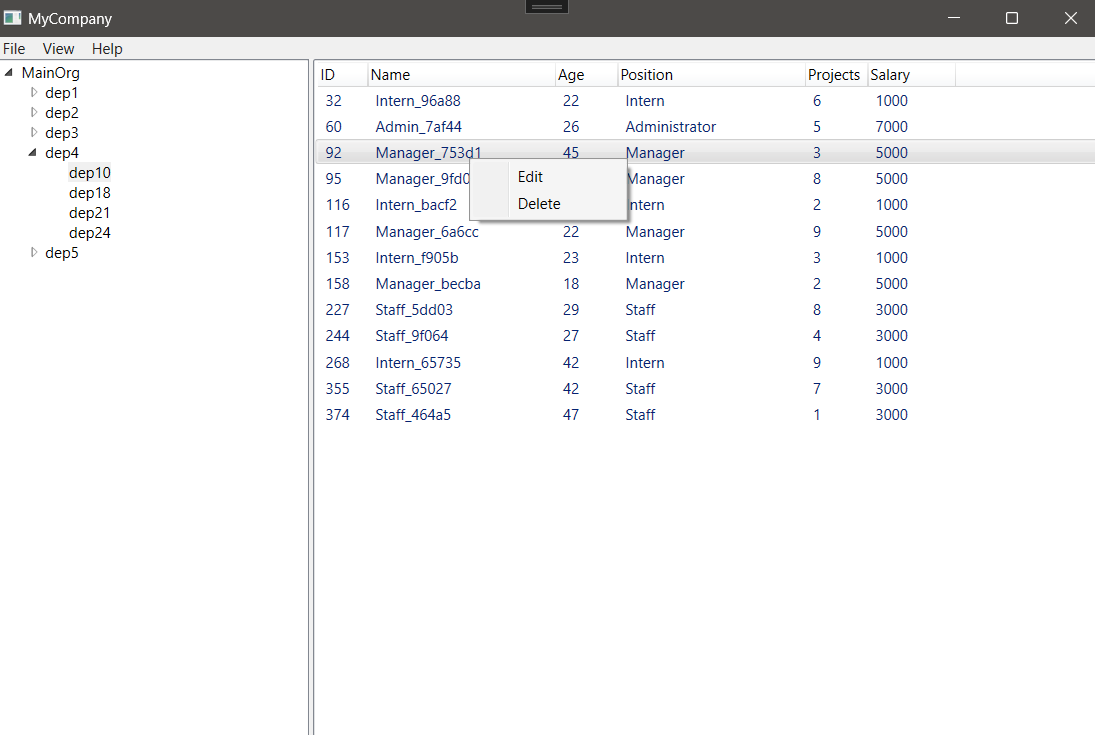 MyCompany
File View Help
MainOrg
dep1
dep2
dep3
dep4
dep10
dep18
dep21
dep24
dep5
ID Name Age Position Projects Salary
32 Intern_96a88 22 Intern 6 1000
60 Admin_7af44 26 Administrator 5 7000
92 Manager_753d1 45 Manager 3 5000
95 Manager_9fd0 Manager 8 5000
116 Intern_bacf2 Intern 2 1000
117 Manager_6a6cc 22 Manager 9 5000
153 Intern_f905b 23 Intern 3 1000
158 Manager_becba 18 Manager 2 5000
227 Staff_5dd03 29 Staff 8 3000
244 Staff_9f064 27 Staff 4 3000
268 Intern_65735 42 Intern 9 1000
355 Staff_65027 42 Staff 7 3000
374 Staff_464a5 47 Staff 1 3000
Edit
Delete